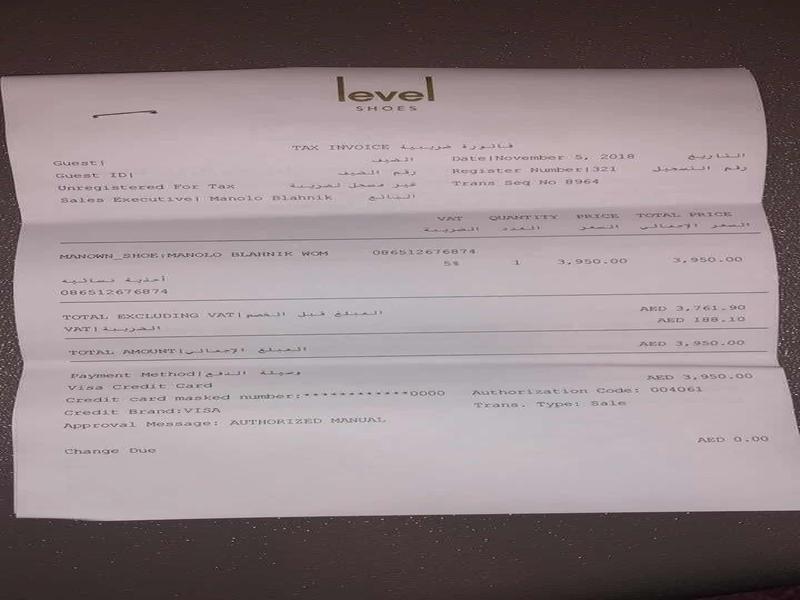 level
SHOES
TAX INVOICE فاتورة ضريبية
Guest| الضيف Date|November 5, 2018 التاريخ
Guest ID| رقم الضيف Register Number|321 رقم التسجيل
Unregistered For Tax غير مسجل لضريبة Trans Seq No 8964
Sales Executive| Manolo Blahnik البائع
VAT QUANTITY PRICE TOTAL PRICE
الضريبة العدد السعر السعر الإجمالي
MANOWN_SHOE:MANOLO BLAHNIK WOM 086512676874
5% 1 3,950.00 3,950.00
أحذية نسائية
086512676874
TOTAL EXCLUDING VAT|المبلغ قبل الخصم AED 3,761.90
VAT|الضريبة AED 188.10
TOTAL AMOUNT|المبلغ الإجمالي AED 3,950.00
Payment Method|وسيلة الدفع AED 3,950.00
Visa Credit Card
Credit card masked number:************0000 Authorization Code: 004061
Credit Brand:VISA Trans. Type: Sale
Approval Message: AUTHORIZED MANUAL
Change Due AED 0.00